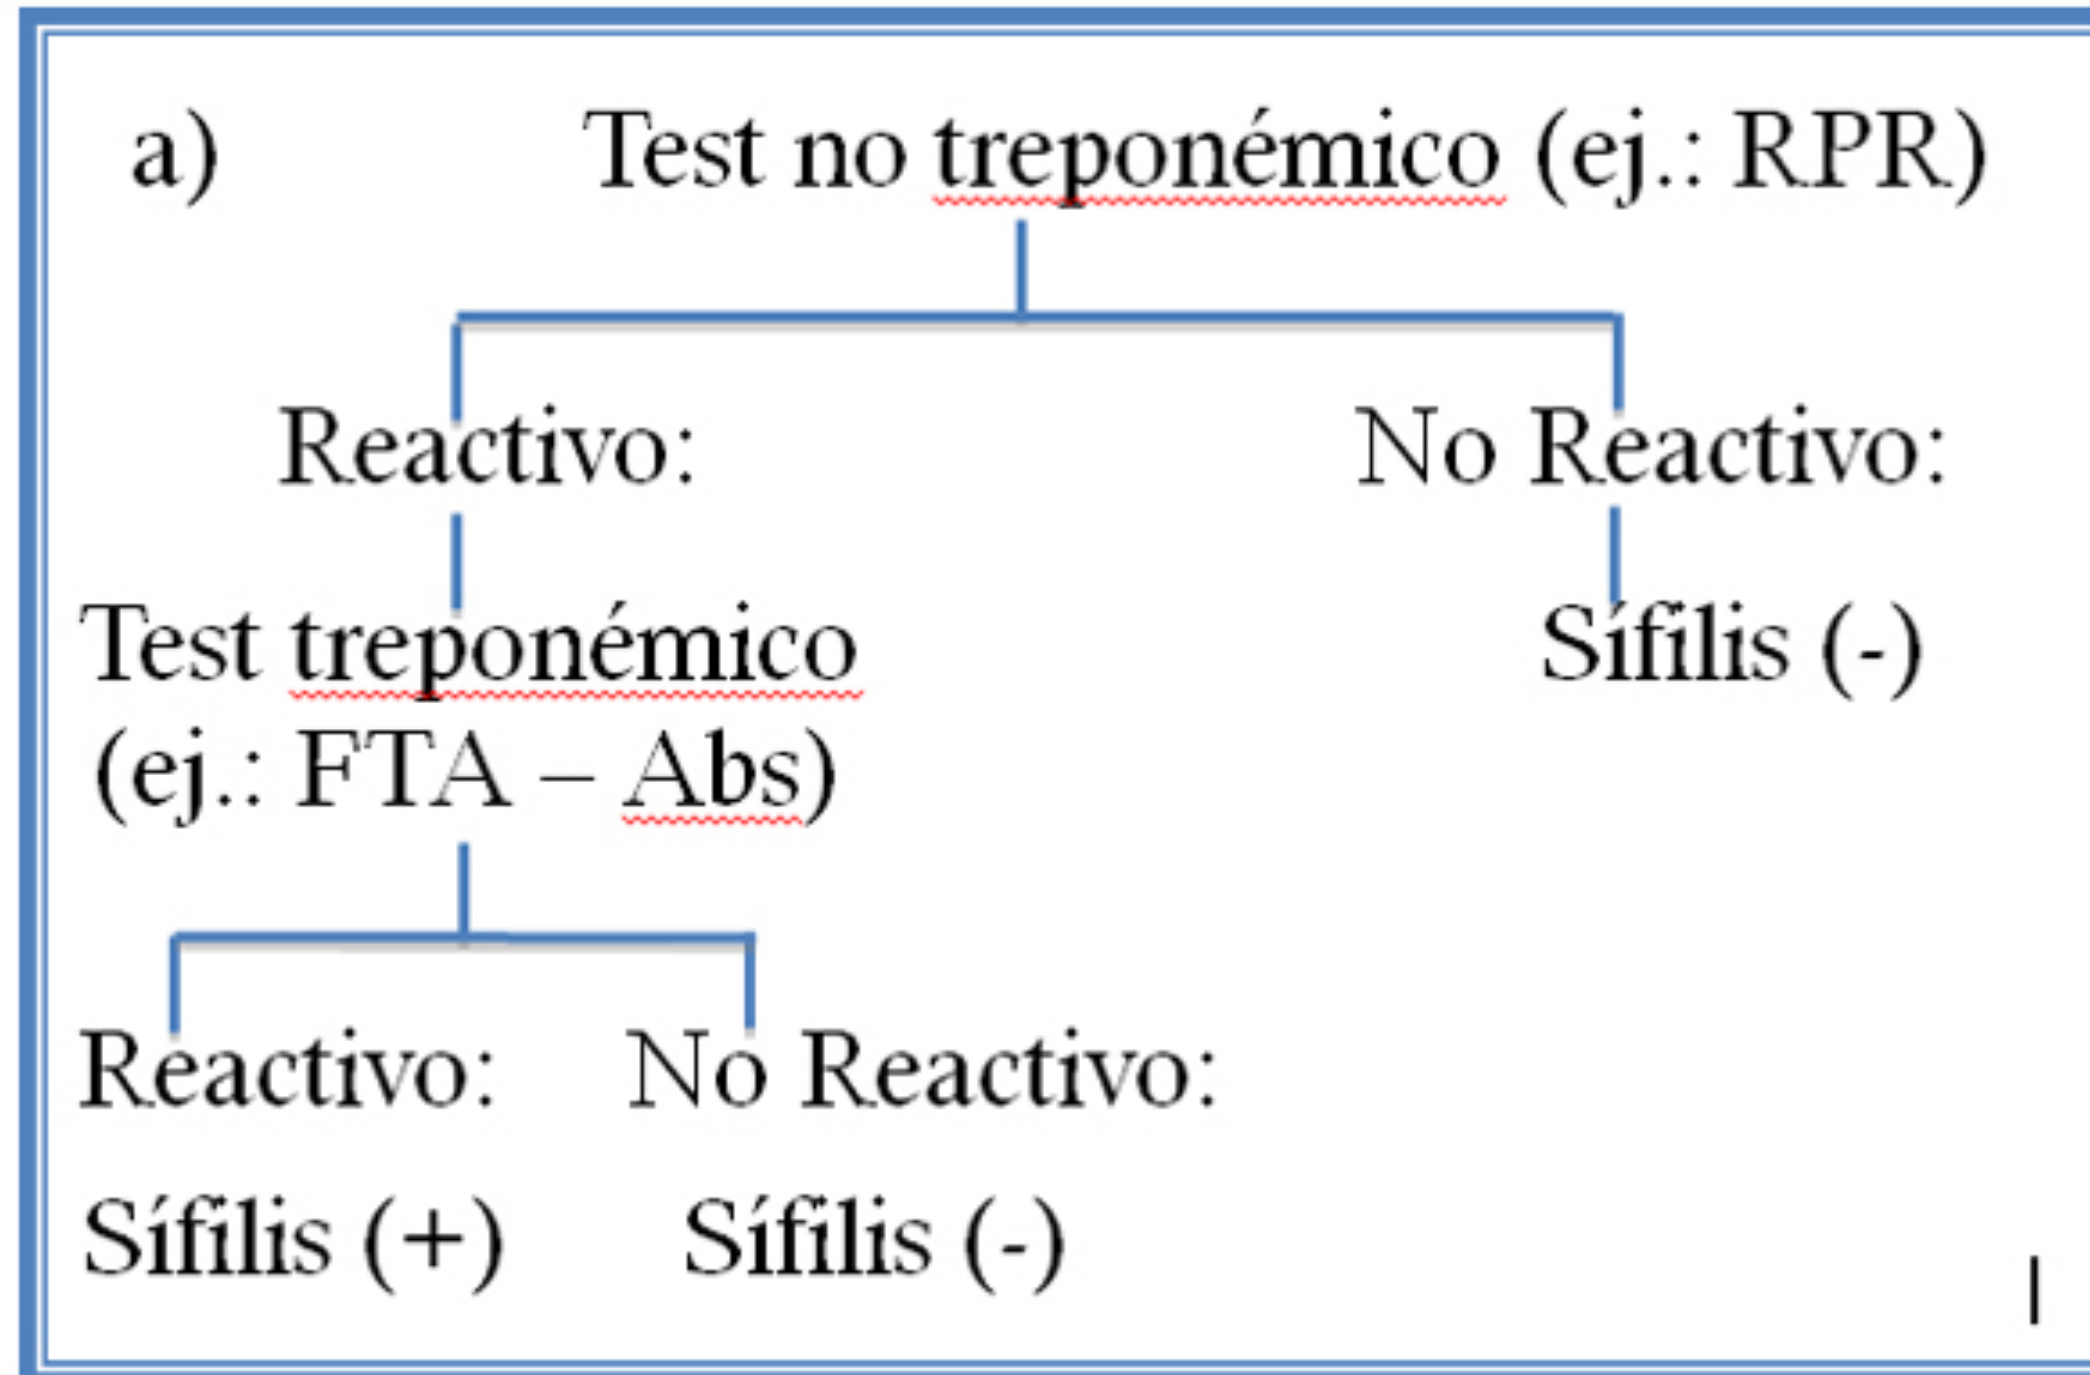 a) Test no treponémico (ej.: RPR)
Reactivo: No Reactivo:
Test treponémico Sífilis (-)
(ej.: FTA – Abs)
Reactivo: No Reactivo:
Sífilis (+) Sífilis (-)